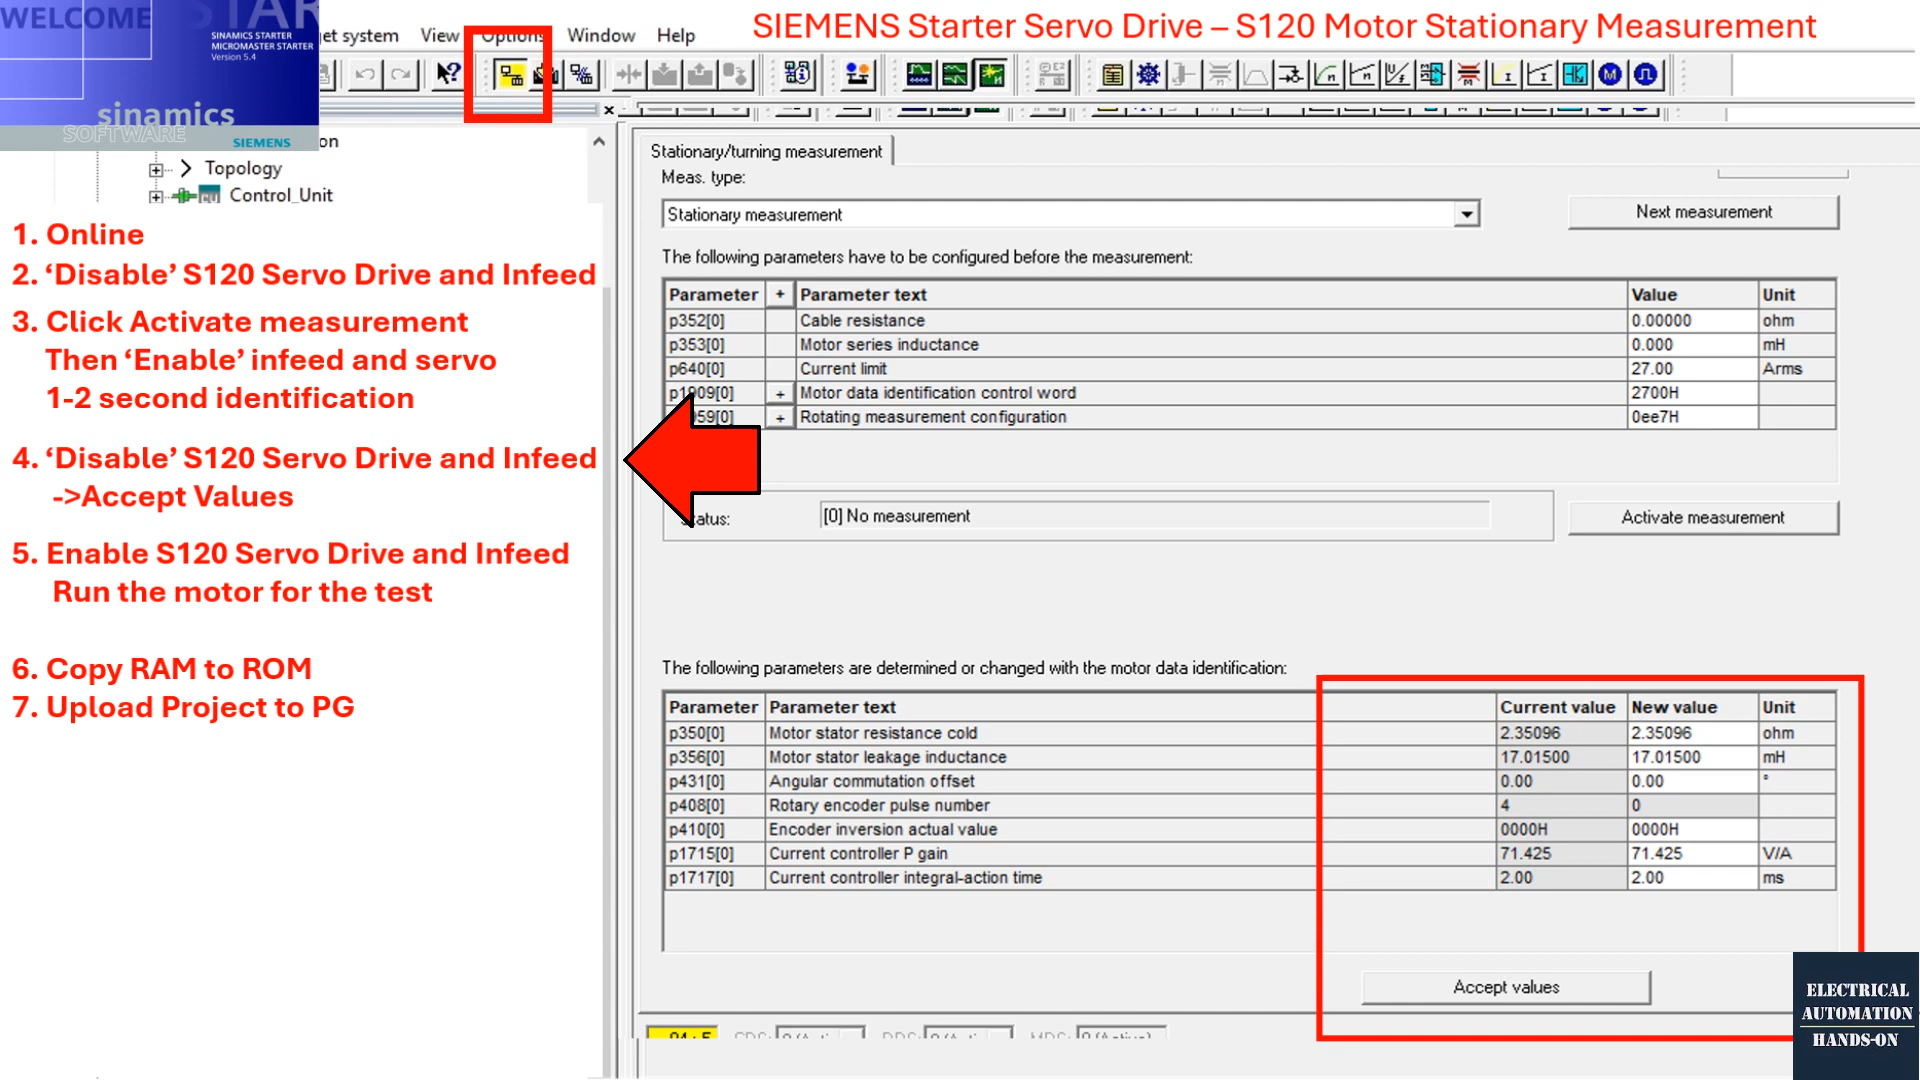 WELCOME
STAR
SINAMICS STARTER
MICROMASTER STARTER
Version 5.4
sinamics
SOFTWARE
SIEMENS
et system View Options Window Help
SIEMENS Starter Servo Drive – S120 Motor Stationary Measurement
on
Topology
Control_Unit
1. Online
2. ‘Disable’ S120 Servo Drive and Infeed
3. Click Activate measurement
Then ‘Enable’ infeed and servo
1-2 second identification
4. ‘Disable’ S120 Servo Drive and Infeed
->Accept Values
5. Enable S120 Servo Drive and Infeed
Run the motor for the test
6. Copy RAM to ROM
7. Upload Project to PG
Stationary/turning measurement
Meas. type:
Stationary measurement
Next measurement
The following parameters have to be configured before the measurement:
Parameter + Parameter text Value Unit
p352[0] Cable resistance 0.00000 ohm
p353[0] Motor series inductance 0.000 mH
p640[0] Current limit 27.00 Arms
p1909[0] + Motor data identification control word 2700H
959[0] + Rotating measurement configuration 0ee7H
atus: [0] No measurement
Activate measurement
The following parameters are determined or changed with the motor data identification:
Parameter Parameter text Current value New value Unit
p350[0] Motor stator resistance cold 2.35096 2.35096 ohm
p356[0] Motor stator leakage inductance 17.01500 17.01500 mH
p431[0] Angular commutation offset 0.00 0.00 °
p408[0] Rotary encoder pulse number 4 0
p410[0] Encoder inversion actual value 0000H 0000H
p1715[0] Current controller P gain 71.425 71.425 V/A
p1717[0] Current controller integral-action time 2.00 2.00 ms
Accept values
ELECTRICAL
AUTOMATION
HANDS-ON